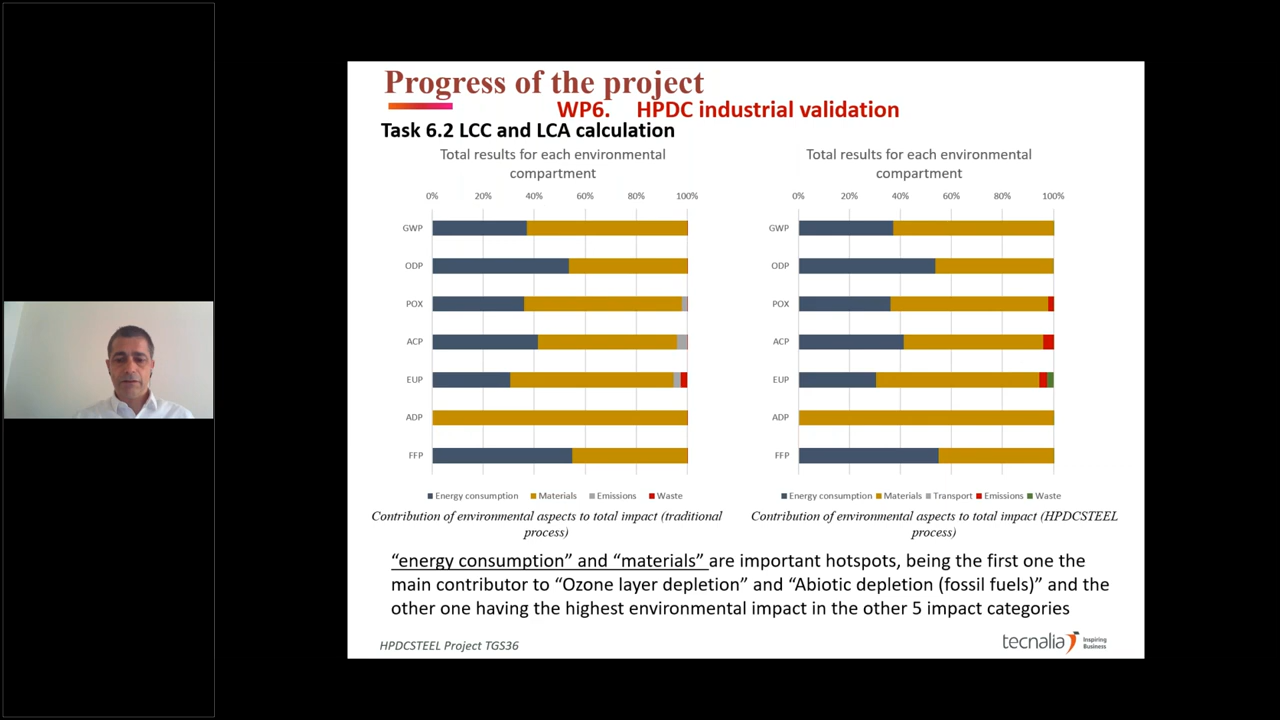 Progress of the project
WP6. HPDC industrial validation
Task 6.2 LCC and LCA calculation
Total results for each environmental
compartment
0% 20% 40% 60% 80% 100%
GWP
ODP
POX
ACP
EUP
ADP
FFP
Energy consumption Materials Emissions Waste
Contribution of environmental aspects to total impact (traditional
process)
Total results for each environmental
compartment
0% 20% 40% 60% 80% 100%
GWP
ODP
POX
ACP
EUP
ADP
FFP
Energy consumption Materials Transport Emissions Waste
Contribution of environmental aspects to total impact (HPDCSTEEL
process)
“energy consumption” and “materials” are important hotspots, being the first one the
main contributor to “Ozone layer depletion” and “Abiotic depletion (fossil fuels)” and the
other one having the highest environmental impact in the other 5 impact categories
HPDCSTEEL Project TGS36
tecnalia Inspiring
Business